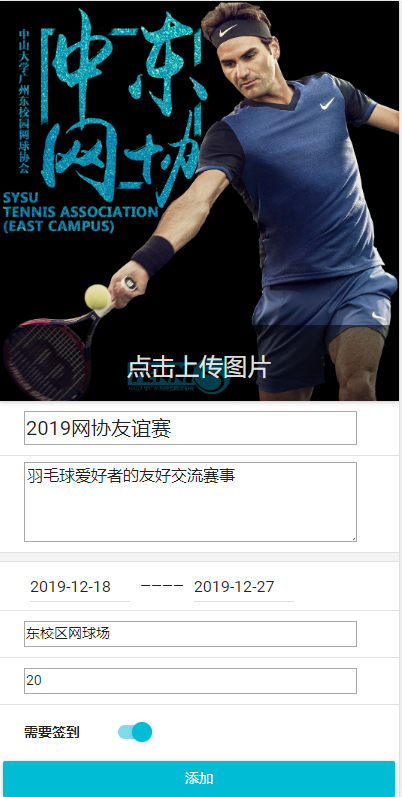 中东
网协
中山大学广州东校园网球协会
SYSU
TENNIS ASSOCIATION
(EAST CAMPUS)
点击上传图片
2019网协友谊赛
羽毛球爱好者的友好交流赛事
2019-12-18 ---- 2019-12-27
东校区网球场
20
需要签到
添加